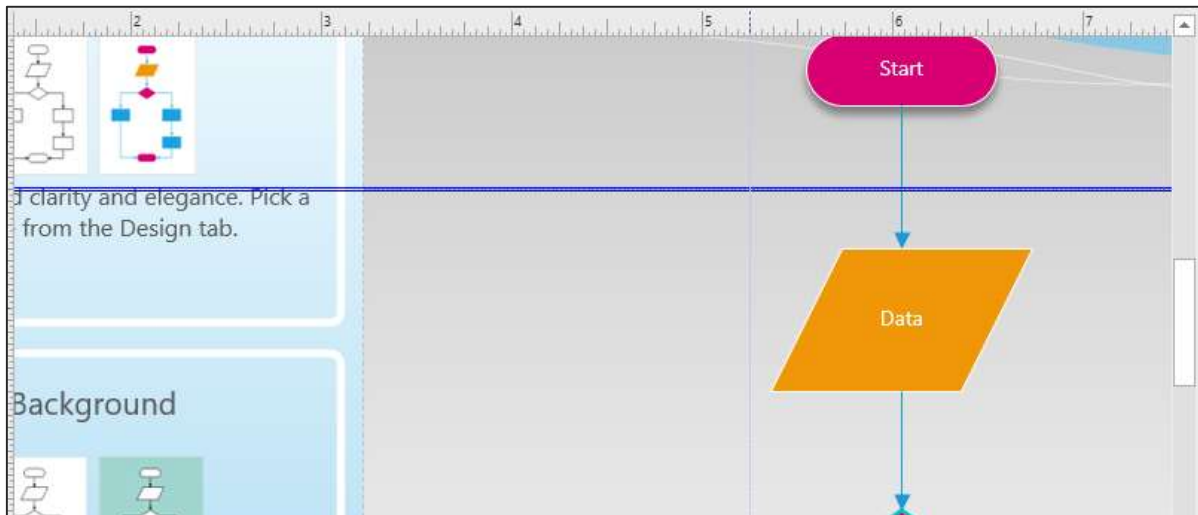 2 3 4 5 6 7
Start
d clarity and elegance. Pick a
from the Design tab.
Data
Background